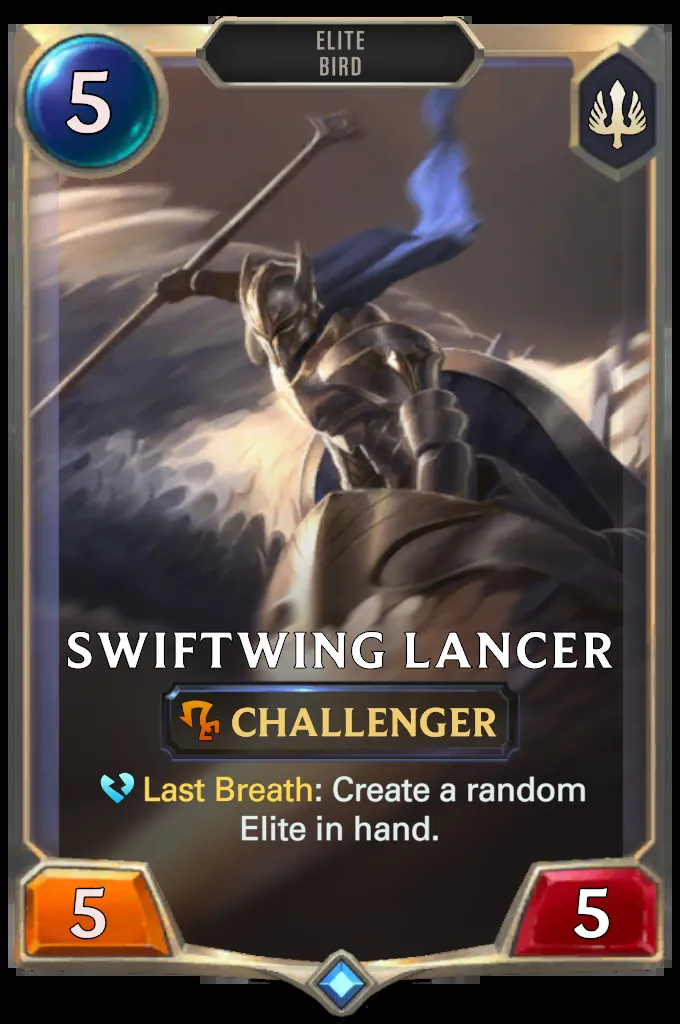 ELITE
BIRD
5
SWIFTWING LANCER
CHALLENGER
Last Breath: Create a random
Elite in hand.
5
5